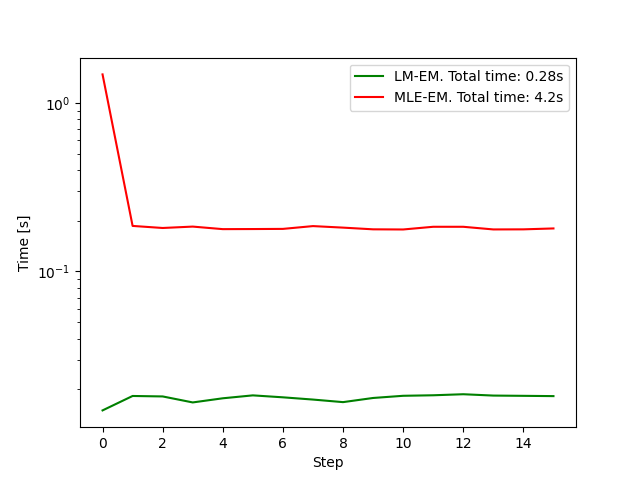 LM-EM. Total time: 0.28s
MLE-EM. Total time: 4.2s
10⁰
10⁻¹
Time [s]
0 2 4 6 8 10 12 14
Step